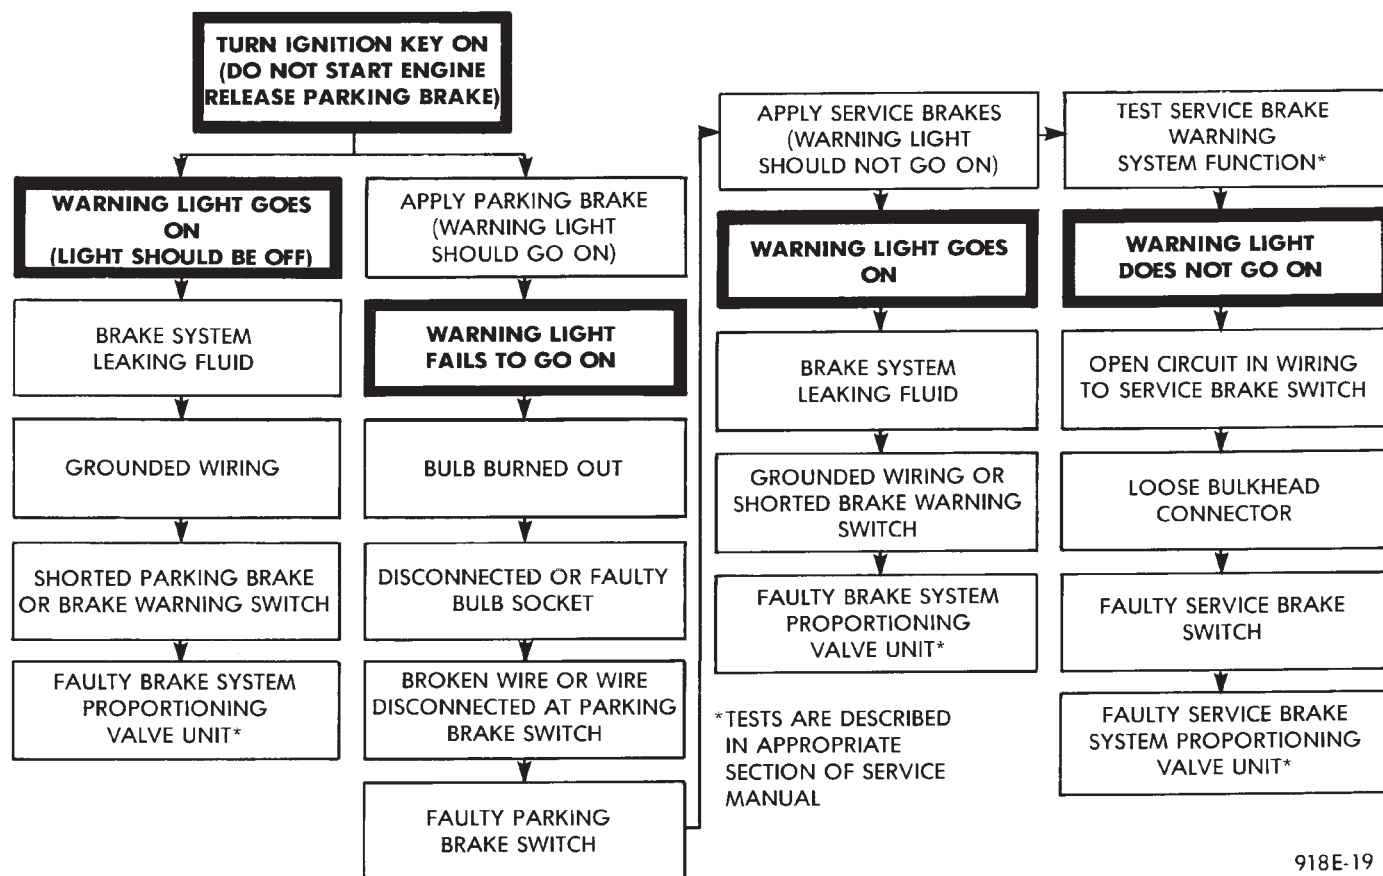 TURN IGNITION KEY ON
(DO NOT START ENGINE
RELEASE PARKING BRAKE)
WARNING LIGHT GOES
ON
(LIGHT SHOULD BE OFF)
BRAKE SYSTEM
LEAKING FLUID
GROUNDED WIRING
SHORTED PARKING BRAKE
OR BRAKE WARNING SWITCH
FAULTY BRAKE SYSTEM
PROPORTIONING
VALVE UNIT*
APPLY PARKING BRAKE
(WARNING LIGHT
SHOULD GO ON)
WARNING LIGHT
FAILS TO GO ON
BULB BURNED OUT
DISCONNECTED OR FAULTY
BULB SOCKET
BROKEN WIRE OR WIRE
DISCONNECTED AT PARKING
BRAKE SWITCH
FAULTY PARKING
BRAKE SWITCH
APPLY SERVICE BRAKES
(WARNING LIGHT
SHOULD NOT GO ON)
WARNING LIGHT GOES
ON
BRAKE SYSTEM
LEAKING FLUID
GROUNDED WIRING OR
SHORTED BRAKE WARNING
SWITCH
FAULTY BRAKE SYSTEM
PROPORTIONING
VALVE UNIT*
*TESTS ARE DESCRIBED
IN APPROPRIATE
SECTION OF SERVICE
MANUAL
TEST SERVICE BRAKE
WARNING
SYSTEM FUNCTION*
WARNING LIGHT
DOES NOT GO ON
OPEN CIRCUIT IN WIRING
TO SERVICE BRAKE SWITCH
LOOSE BULKHEAD
CONNECTOR
FAULTY SERVICE BRAKE
SWITCH
FAULTY SERVICE BRAKE
SYSTEM PROPORTIONING
VALVE UNIT*
918E-19